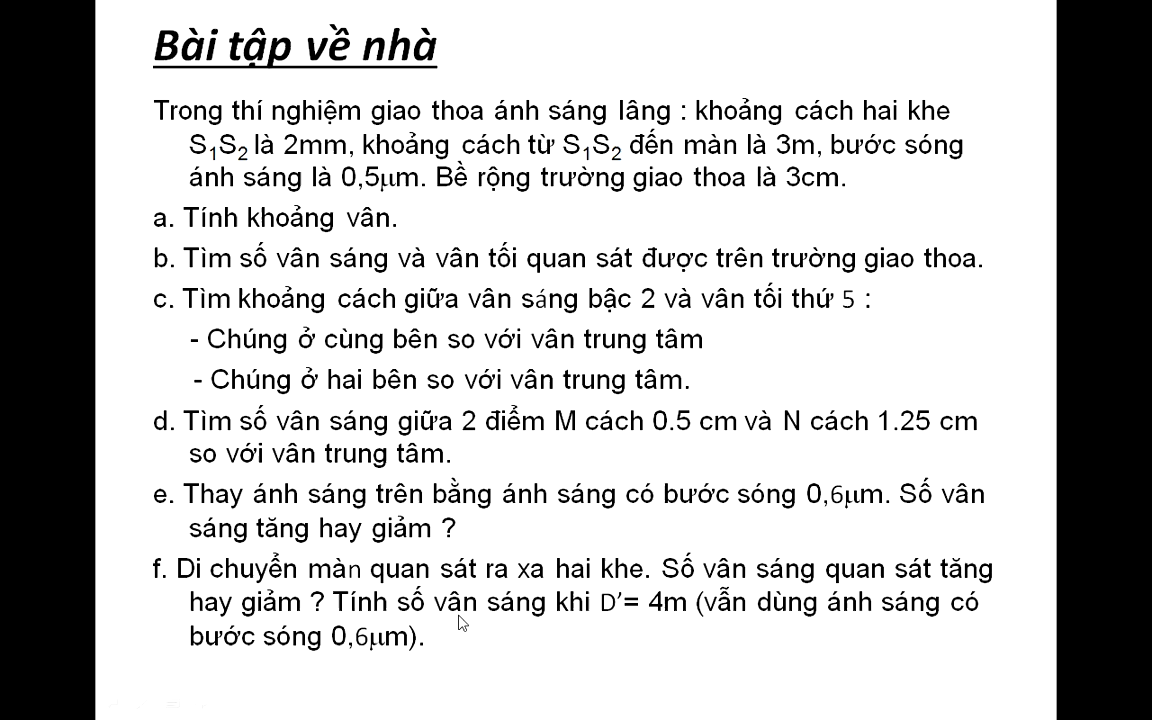 Bài tập về nhà
Trong thí nghiệm giao thoa ánh sáng Iâng : khoảng cách hai khe
S₁S₂ là 2mm, khoảng cách từ S₁S₂ đến màn là 3m, bước sóng
ánh sáng là 0,5μm. Bề rộng trường giao thoa là 3cm.
a. Tính khoảng vân.
b. Tìm số vân sáng và vân tối quan sát được trên trường giao thoa.
c. Tìm khoảng cách giữa vân sáng bậc 2 và vân tối thứ 5 :
- Chúng ở cùng bên so với vân trung tâm
- Chúng ở hai bên so với vân trung tâm.
d. Tìm số vân sáng giữa 2 điểm M cách 0.5 cm và N cách 1.25 cm
so với vân trung tâm.
e. Thay ánh sáng trên bằng ánh sáng có bước sóng 0,6μm. Số vân
sáng tăng hay giảm ?
f. Di chuyển màn quan sát ra xa hai khe. Số vân sáng quan sát tăng
hay giảm ? Tính số vân sáng khi D’= 4m (vẫn dùng ánh sáng có
bước sóng 0,6μm).